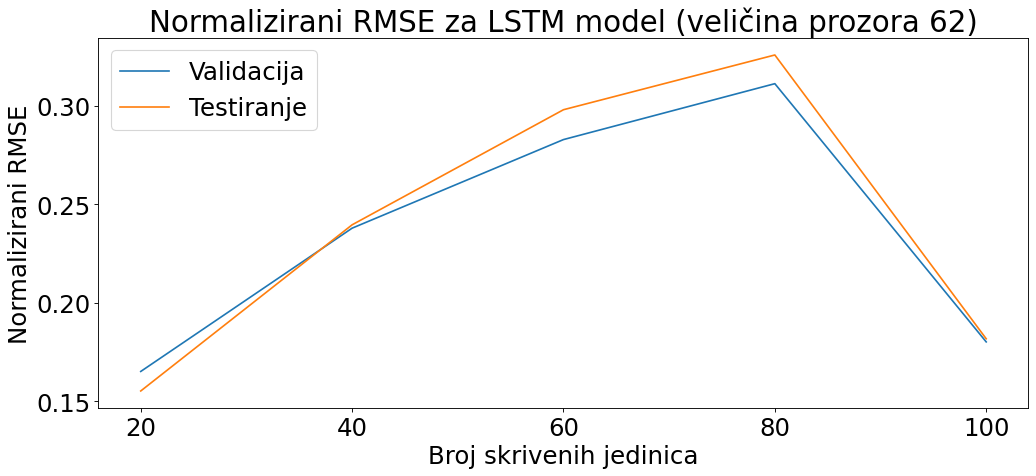 Normalizirani RMSE za LSTM model (veličina prozora 62)
Validacija
Testiranje
Normalizirani RMSE
0.30
0.25
0.20
0.15
20 40 60 80 100
Broj skrivenih jedinica